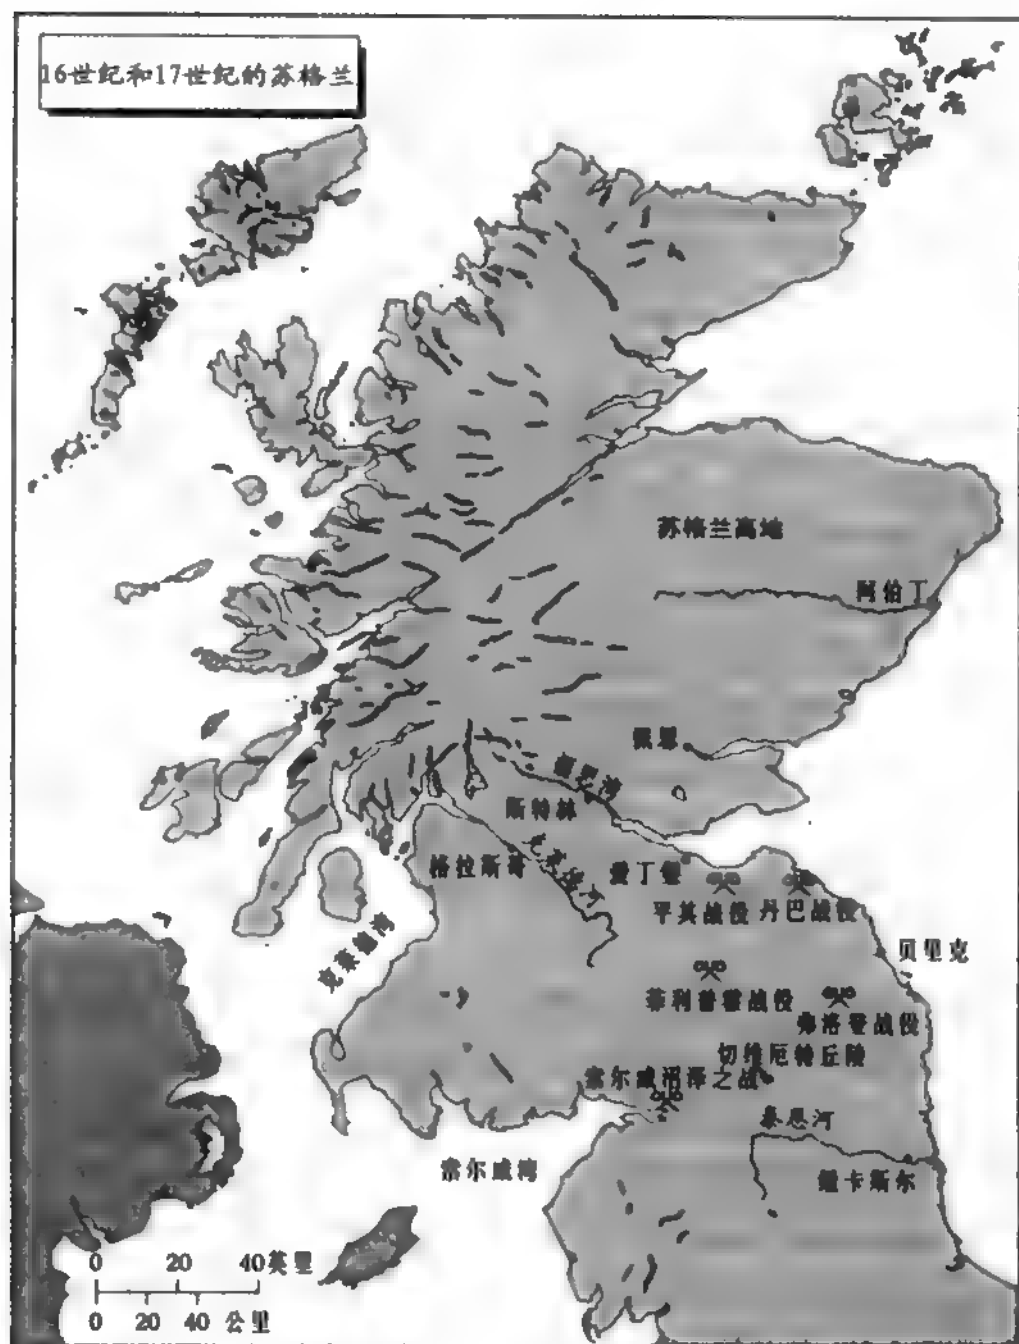 16世纪和17世纪的苏格兰
苏格兰高地
阿伯丁
佩思
福思湾
斯特林
格拉斯哥
克莱德河
爱丁堡
平其战役
丹巴战役
克莱德湾
贝里克
菲利普霍战役
弗洛登战役
切维厄特丘陵
索尔威沼泽之战
泰恩河
索尔威湾
纽卡斯尔
0 20 40英里
0 20 40 公里